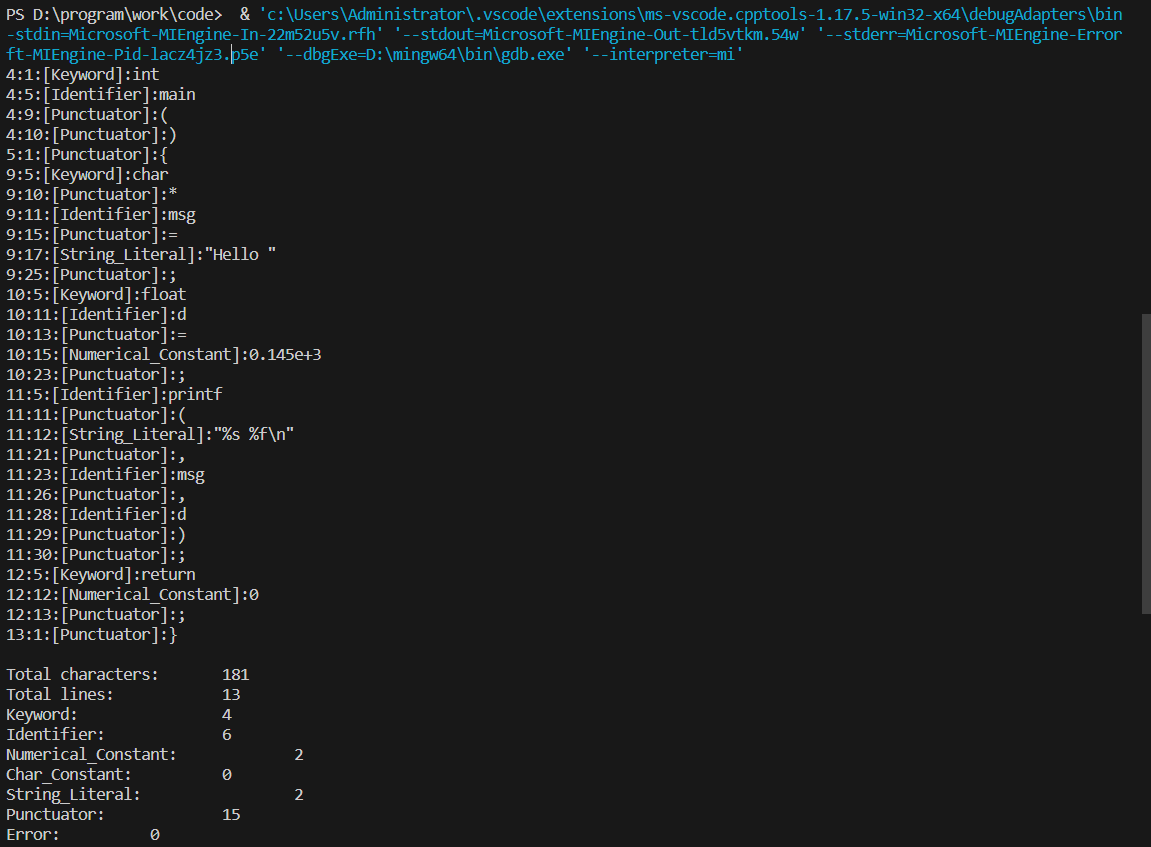 PS D:\program\work\code>  & 'c:\Users\Administrator\.vscode\extensions\ms-vscode.cpptools-1.17.5-win32-x64\debugAdapters\bin
-stdin=Microsoft-MIEngine-In-22m52u5v.rfh' '--stdout=Microsoft-MIEngine-Out-tld5vtkm.54w' '--stderr=Microsoft-MIEngine-Error
ft-MIEngine-Pid-lacz4jz3.p5e' '--dbgExe=D:\mingw64\bin\gdb.exe' '--interpreter=mi'
4:1:[Keyword]:int
4:5:[Identifier]:main
4:9:[Punctuator]:(
4:10:[Punctuator]:)
5:1:[Punctuator]:{
9:5:[Keyword]:char
9:10:[Punctuator]:*
9:11:[Identifier]:msg
9:15:[Punctuator]:=
9:17:[String_Literal]:"Hello "
9:25:[Punctuator]:;
10:5:[Keyword]:float
10:11:[Identifier]:d
10:13:[Punctuator]:=
10:15:[Numerical_Constant]:0.145e+3
10:23:[Punctuator]:;
11:5:[Identifier]:printf
11:11:[Punctuator]:(
11:12:[String_Literal]:"%s %f\n"
11:21:[Punctuator]:,
11:23:[Identifier]:msg
11:26:[Punctuator]:,
11:28:[Identifier]:d
11:29:[Punctuator]:)
11:30:[Punctuator]:;
12:5:[Keyword]:return
12:12:[Numerical_Constant]:0
12:13:[Punctuator]:;
13:1:[Punctuator]:}

Total characters:       181
Total lines:            13
Keyword:                4
Identifier:             6
Numerical_Constant:             2
Char_Constant:          0
String_Literal:                 2
Punctuator:             15
Error:          0